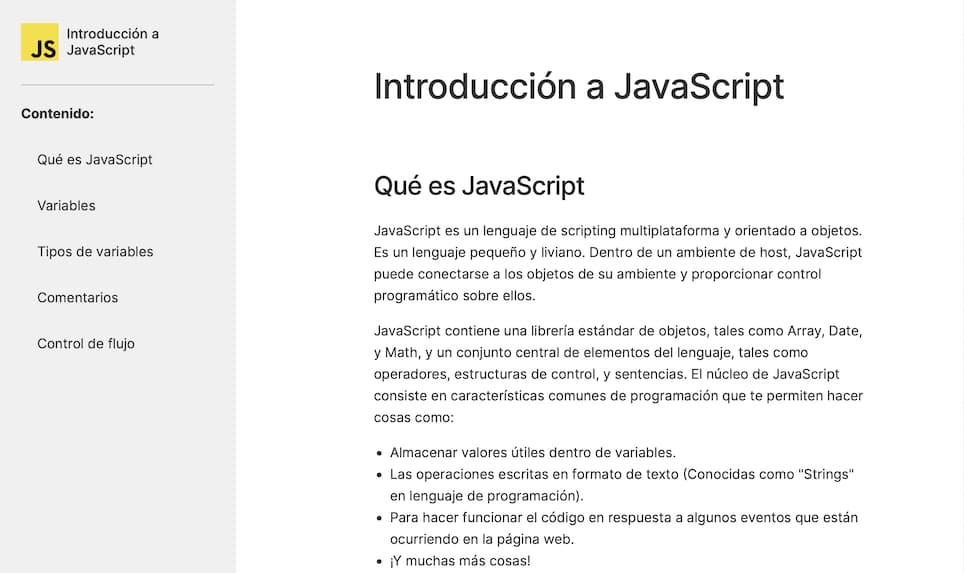 JS
Introducción a
JavaScript
Contenido:
Qué es JavaScript
Variables
Tipos de variables
Comentarios
Control de flujo
Introducción a JavaScript
Qué es JavaScript
JavaScript es un lenguaje de scripting multiplataforma y orientado a objetos.
Es un lenguaje pequeño y liviano. Dentro de un ambiente de host, JavaScript
puede conectarse a los objetos de su ambiente y proporcionar control
programático sobre ellos.
JavaScript contiene una librería estándar de objetos, tales como Array, Date,
y Math, y un conjunto central de elementos del lenguaje, tales como
operadores, estructuras de control, y sentencias. El núcleo de JavaScript
consiste en características comunes de programación que te permiten hacer
cosas como:
• Almacenar valores útiles dentro de variables.
• Las operaciones escritas en formato de texto (Conocidas como "Strings"
en lenguaje de programación).
• Para hacer funcionar el código en respuesta a algunos eventos que están
ocurriendo en la página web.
• ¡Y muchas más cosas!